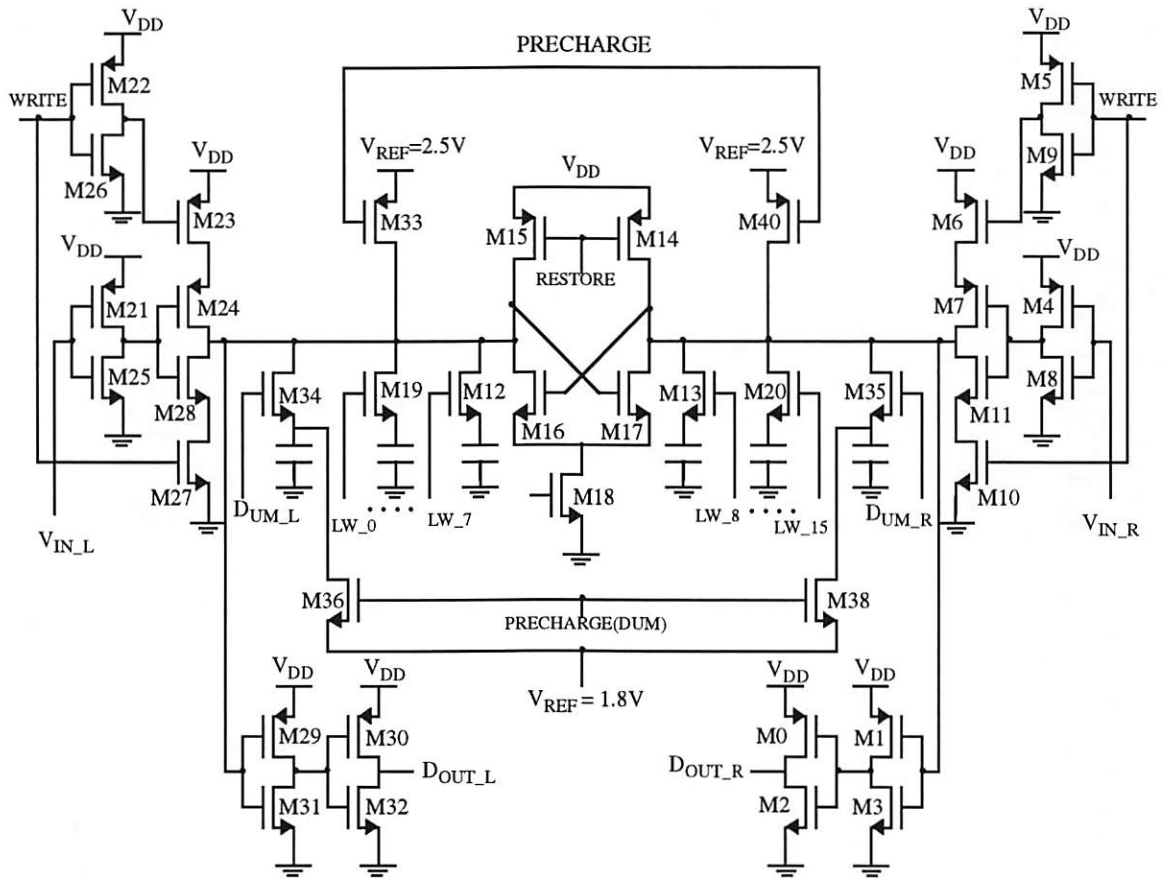 V_DD
PRECHARGE
V_DD
M22
M5
WRITE
WRITE
V_DD
V_REF=2.5V
V_DD
V_REF=2.5V
V_DD
M9
M26
M23
M33
M15
M14
M40
M6
V_DD
V_DD
RESTORE
M21
M24
M7
M4
M25
M28
M34
M19
M12
M16
M17
M13
M20
M35
M11
M8
M27
M18
M10
D_UM_L
LW_0
.....
LW_7
LW_8
.....
LW_15
D_UM_R
V_IN_L
V_IN_R
M36
M38
PRECHARGE(DUM)
V_DD
V_DD
V_REF = 1.8V
V_DD
V_DD
M29
M30
M0
M1
D_OUT_L
D_OUT_R
M31
M32
M2
M3